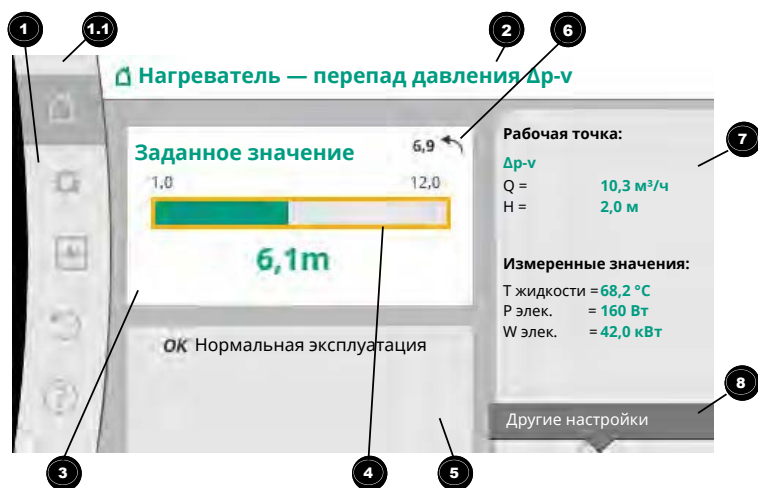 1
1.1
2
6
Нагреватель — перепад давления Δp-v
Заданное значение
6,9
1,0
12,0
6,1m
OK Нормальная эксплуатация
Рабочая точка:
Δp-v
Q = 10,3 м³/ч
H = 2,0 м
7
Измеренные значения:
T жидкости = 68,2 °C
P элек. = 160 Вт
W элек. = 42,0 кВт
8
Другие настройки
3
4
5